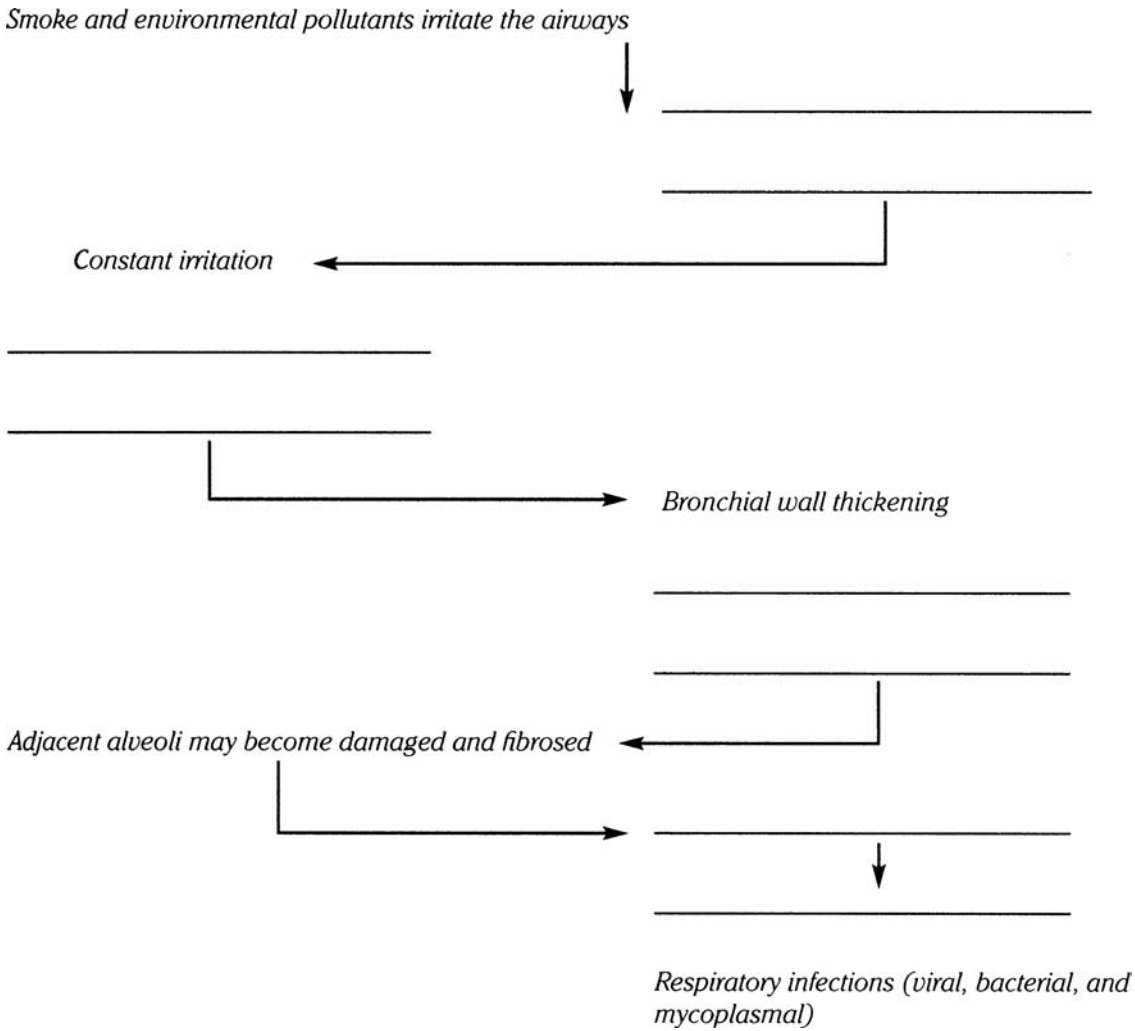 Smoke and environmental pollutants irritate the airways
Constant irritation
Bronchial wall thickening
Adjacent alveoli may become damaged and fibrosed
Respiratory infections (viral, bacterial, and
mycoplasmal)